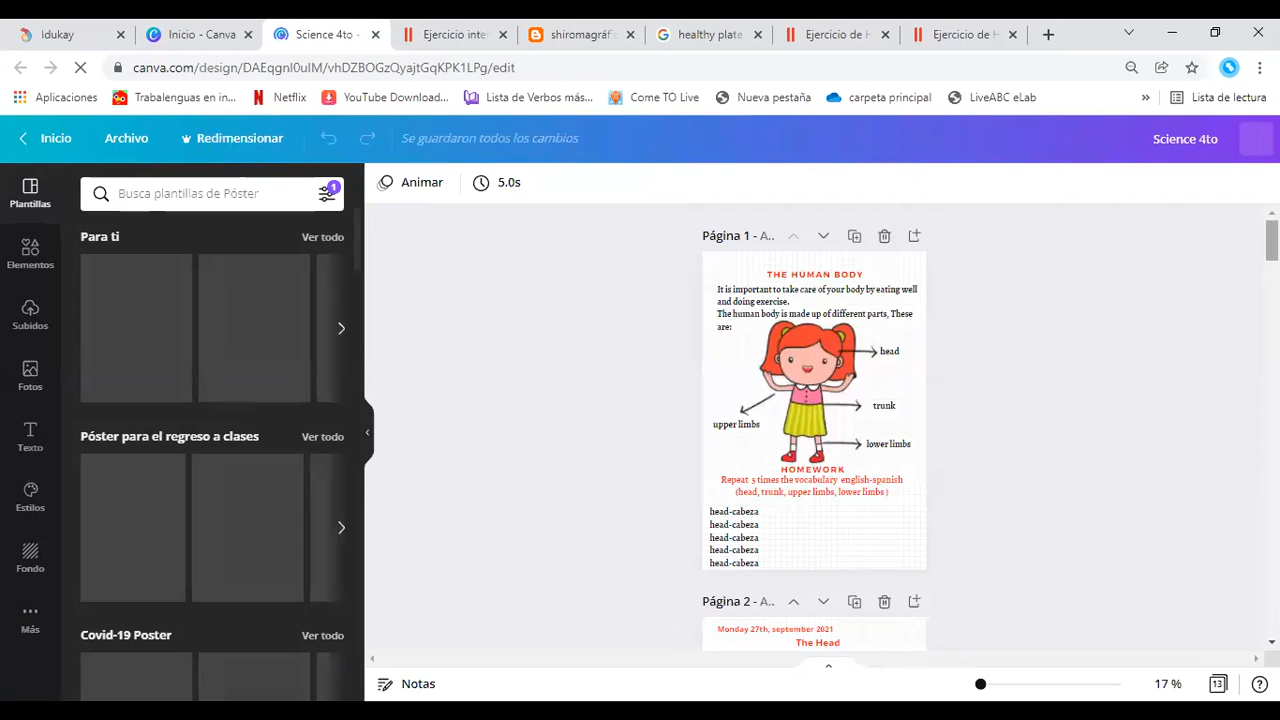 Idukay
Inicio - Canva
Science 4to -
Ejercicio inte
shiromagráfic
healthy plate
Ejercicio de H
Ejercicio de H
canva.com/design/DAEqgnI0uIM/vhDZBOGzQyajtGqKPK1LPg/edit
Aplicaciones
Trabalenguas en in...
Netflix
YouTube Download...
Lista de Verbos más...
Come TO Live
Nueva pestaña
carpeta principal
LiveABC eLab
»
Lista de lectura
Inicio
Archivo
Redimensionar
Se guardaron todos los cambios
Science 4to
Plantillas
Elementos
Subidos
Fotos
Texto
Estilos
Fondo
Más
Busca plantillas de Póster
1
Para ti
Ver todo
Póster para el regreso a clases
Ver todo
Covid-19 Poster
Ver todo
Animar
5.0s
Página 1 - A..
THE HUMAN BODY
It is important to take care of your body by eating well
and doing exercise.
The human body is made up of different parts, These
are:
head
trunk
upper limbs
lower limbs
HOMEWORK
Repeat 5 times the vocabulary english-spanish
(head, trunk, upper limbs, lower limbs )
head-cabeza
head-cabeza
head-cabeza
head-cabeza
head-cabeza
Página 2 - A..
Monday 27th, september 2021
The Head
Notas
17 %
13